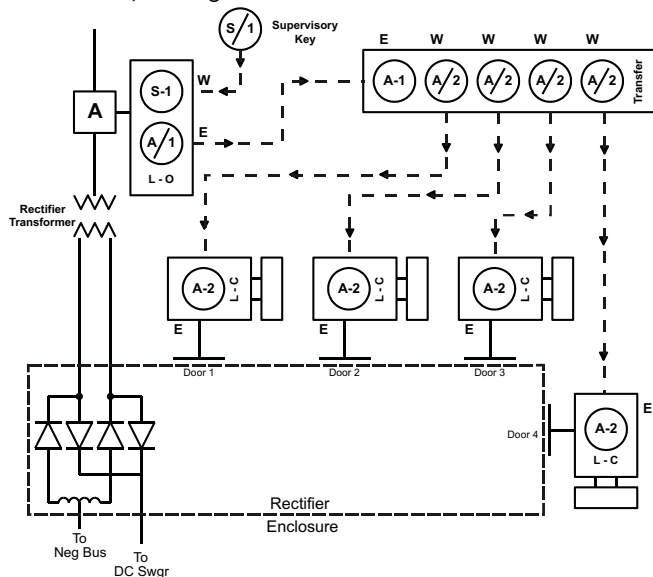 S/1
Supervisory
Key
E W W W W
A-1 A/2 A/2 A/2 A/2
Transfer
S-1
W
A
A/1
E
L - O
Rectifier
Transformer
A-2
L - C
E
Door 1
A-2
L - C
E
Door 2
A-2
L - C
E
Door 3
A-2
L - C
E
Door 4
Rectifier
Enclosure
To
Neg Bus
To
DC Swgr